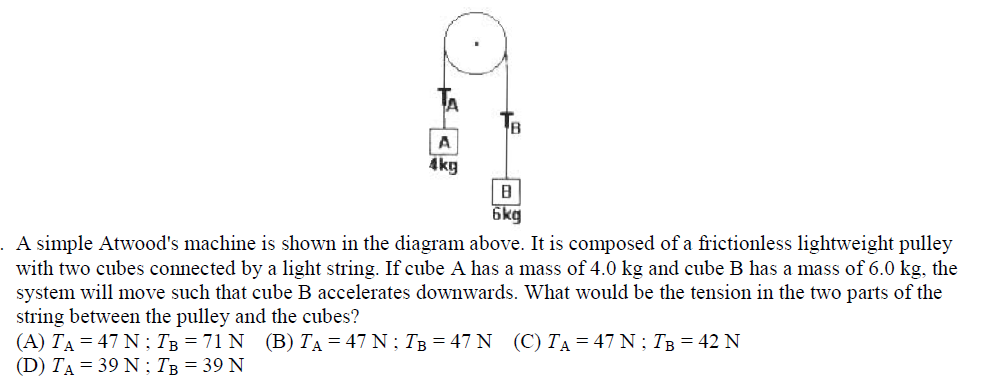 TA
TB
A
4kg
B
6kg
. A simple Atwood's machine is shown in the diagram above. It is composed of a frictionless lightweight pulley
with two cubes connected by a light string. If cube A has a mass of 4.0 kg and cube B has a mass of 6.0 kg, the
system will move such that cube B accelerates downwards. What would be the tension in the two parts of the
string between the pulley and the cubes?
(A) TA = 47 N ; TB = 71 N (B) TA = 47 N ; TB = 47 N (C) TA = 47 N ; TB = 42 N
(D) TA = 39 N ; TB = 39 N